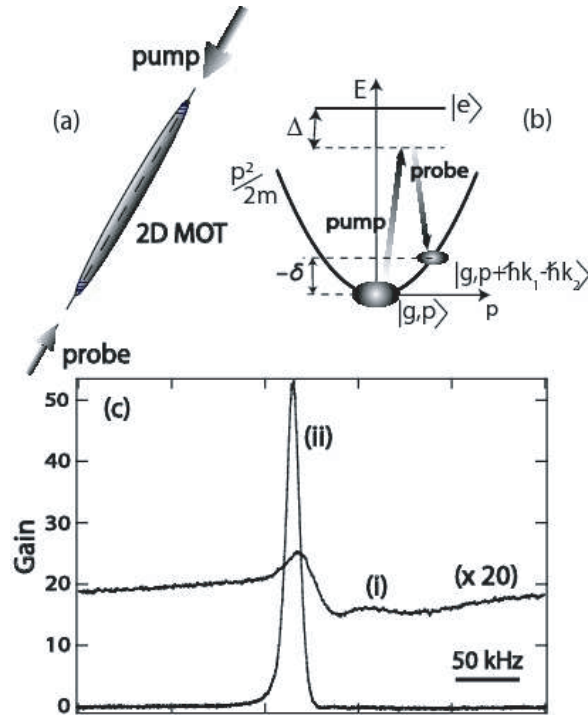 pump
(a)
2D MOT
probe
E
|e⟩
(b)
Δ
p²/2m
probe
pump
-δ
|g,p+ħk₁-ħk₂⟩
|g,p⟩
p
(c)
50
(ii)
40
Gain
30
20
(i)
(x 20)
10
50 kHz
0